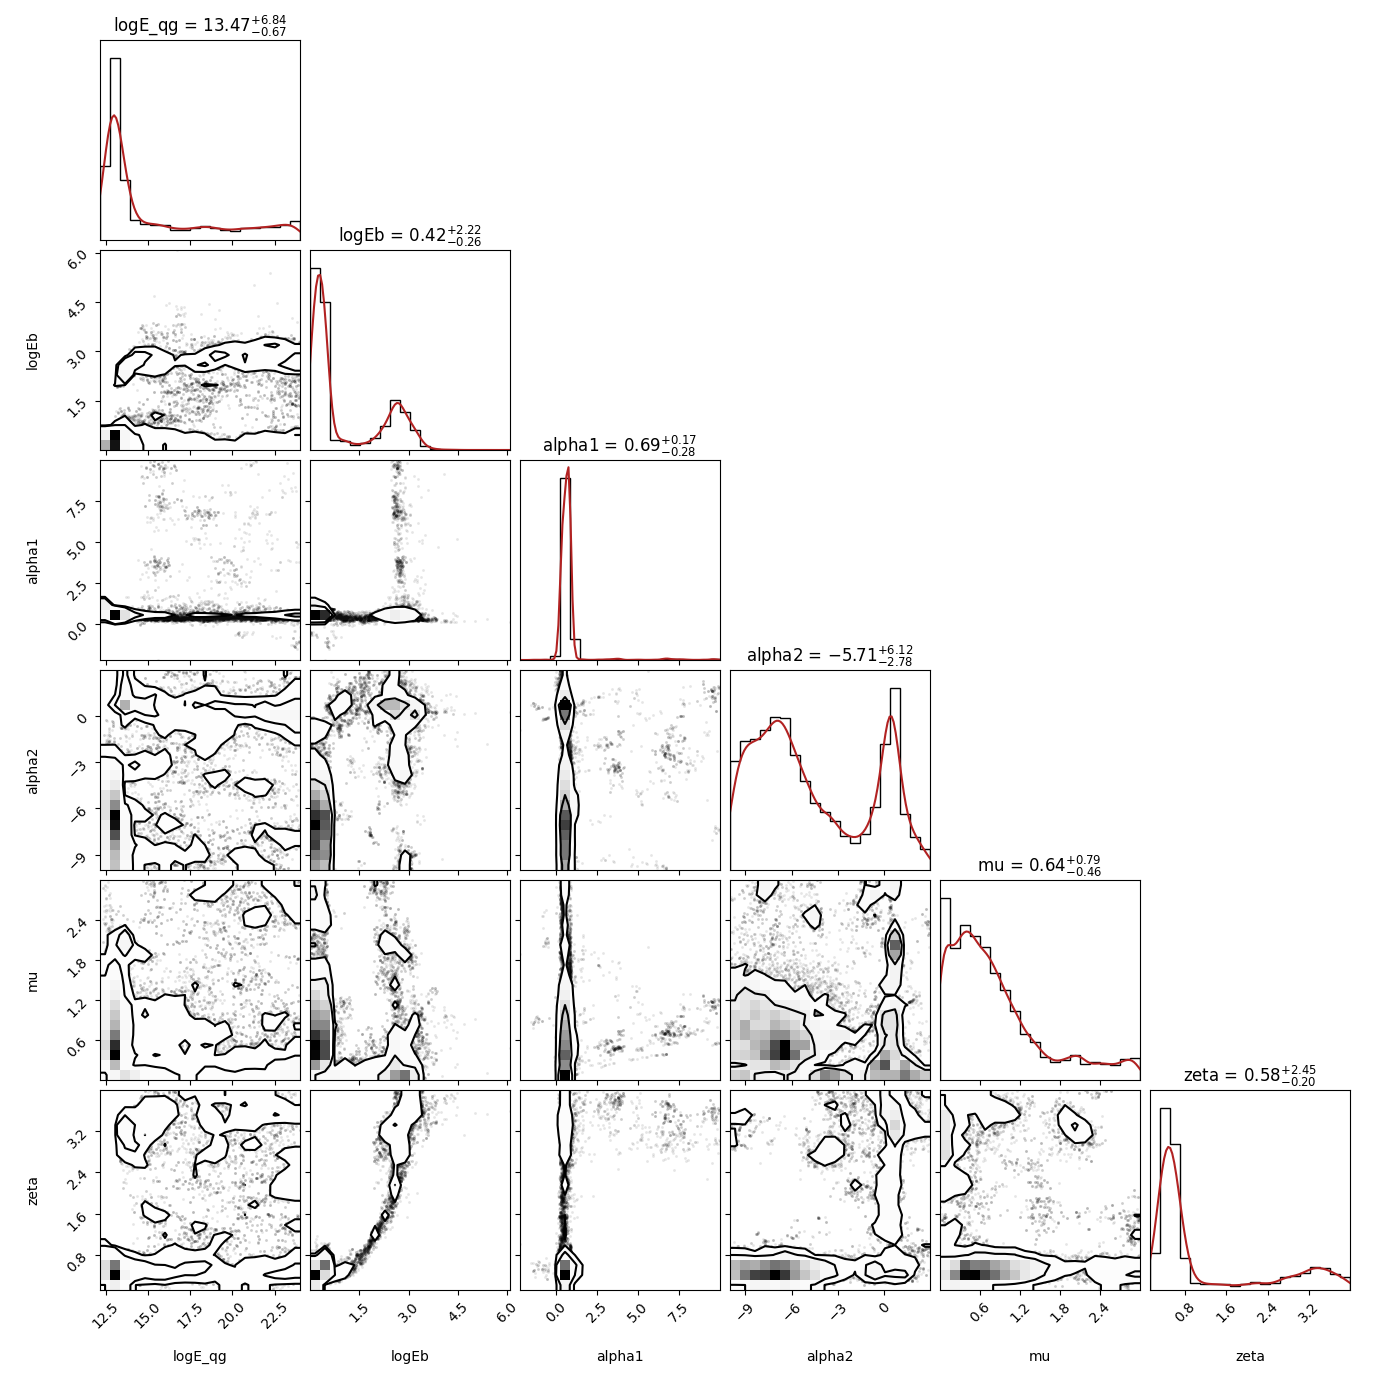 logE_qg = 13.47+6.84 −0.67
logEb = 0.42+2.22 −0.26
6.0
4.5
3.0
1.5
logEb
alpha1 = 0.69+0.17 −0.28
7.5
5.0
2.5
0.0
alpha1
alpha2 = −5.71+6.12 −2.78
0
−3
−6
−9
alpha2
mu = 0.64+0.79 −0.46
2.4
1.8
1.2
0.6
mu
zeta = 0.58+2.45 −0.20
3.2
2.4
1.6
0.8
zeta
12.5 15.0 17.5 20.0 22.5 1.5 3.0 4.5 6.0 0.0 2.5 5.0 7.5 −9 −6 −3 0 0.6 1.2 1.8 2.4 0.8 1.6 2.4 3.2
logE_qg logEb alpha1 alpha2 mu zeta